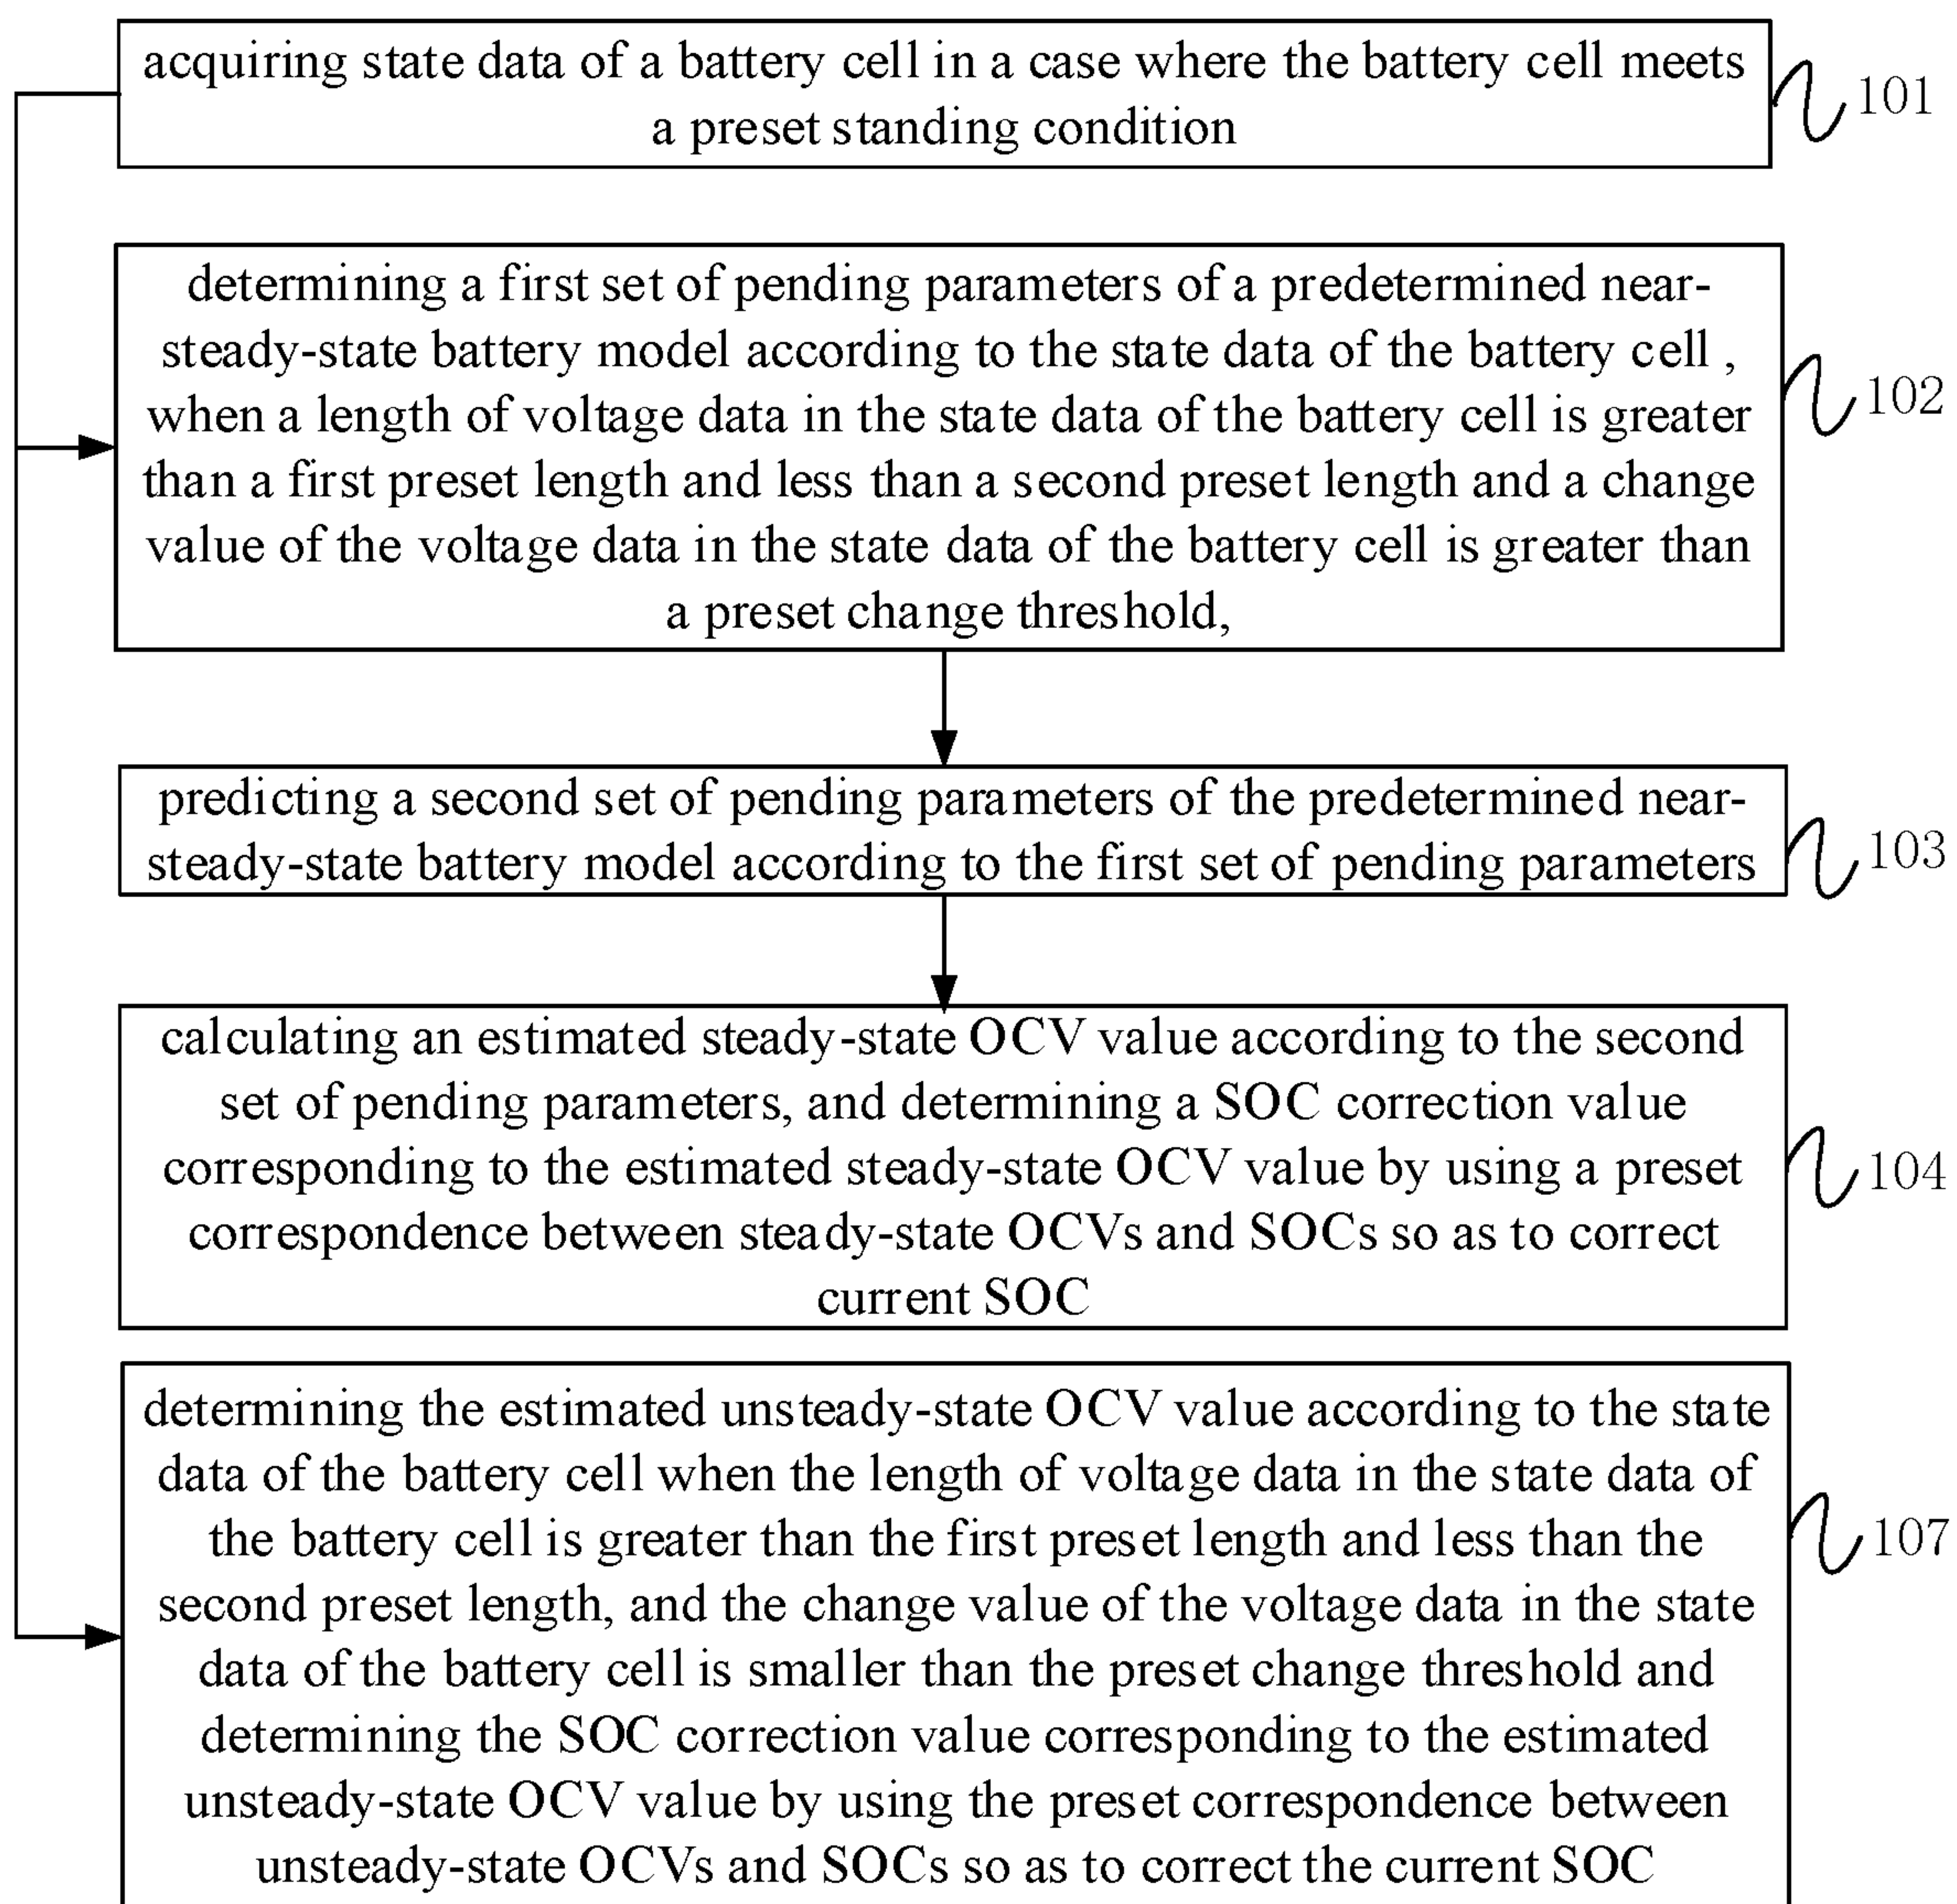 acquiring state data of a battery cell in a case where the battery cell meets
a preset standing condition
101
determining a first set of pending parameters of a predetermined near-
steady-state battery model according to the state data of the battery cell ,
when a length of voltage data in the state data of the battery cell is greater
than a first preset length and less than a second preset length and a change
value of the voltage data in the state data of the battery cell is greater than
a preset change threshold,
102
predicting a second set of pending parameters of the predetermined near-
steady-state battery model according to the first set of pending parameters
103
calculating an estimated steady-state OCV value according to the second
set of pending parameters, and determining a SOC correction value
corresponding to the estimated steady-state OCV value by using a preset
correspondence between steady-state OCVs and SOCs so as to correct
current SOC
104
determining the estimated unsteady-state OCV value according to the state
data of the battery cell when the length of voltage data in the state data of
the battery cell is greater than the first preset length and less than the
second preset length, and the change value of the voltage data in the state
data of the battery cell is smaller than the preset change threshold and
determining the SOC correction value corresponding to the estimated
unsteady-state OCV value by using the preset correspondence between
unsteady-state OCVs and SOCs so as to correct the current SOC
107